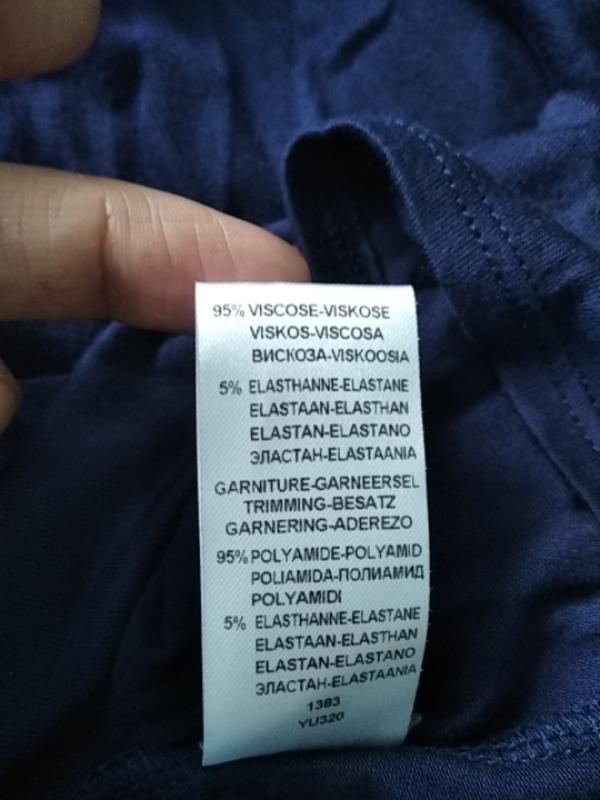 95% VISCOSE-VISKOSE
VISKOS-VISCOSA
ВИСКОЗА-VISKOOSIA
5% ELASTHANNE-ELASTANE
ELASTAAN-ELASTHAN
ELASTAN-ELASTANO
ЭЛАСТАН-ELASTAANIA
GARNITURE-GARNEERSEL
TRIMMING-BESATZ
GARNERING-ADEREZO
95% POLYAMIDE-POLYAMID
POLIAMIDA-ПОЛИАМИД
POLYAMIDI
5% ELASTHANNE-ELASTANE
ELASTAAN-ELASTHAN
ELASTAN-ELASTANO
ЭЛАСТАН-ELASTAANIA
1383
YU320